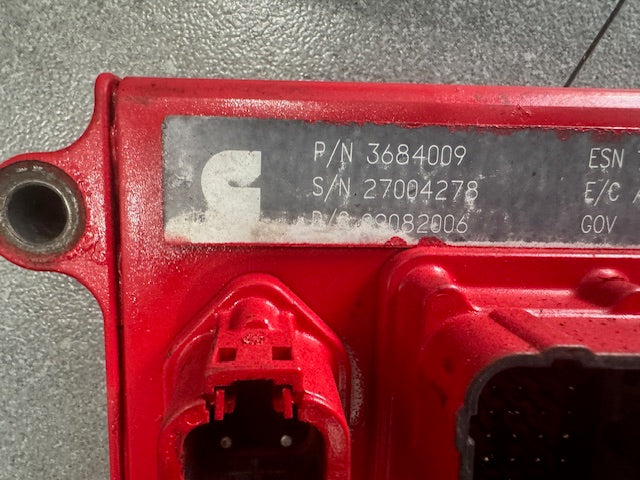 P/N 3684009
S/N 27004278
D/C 09082006
ESN
E/C A
GOV